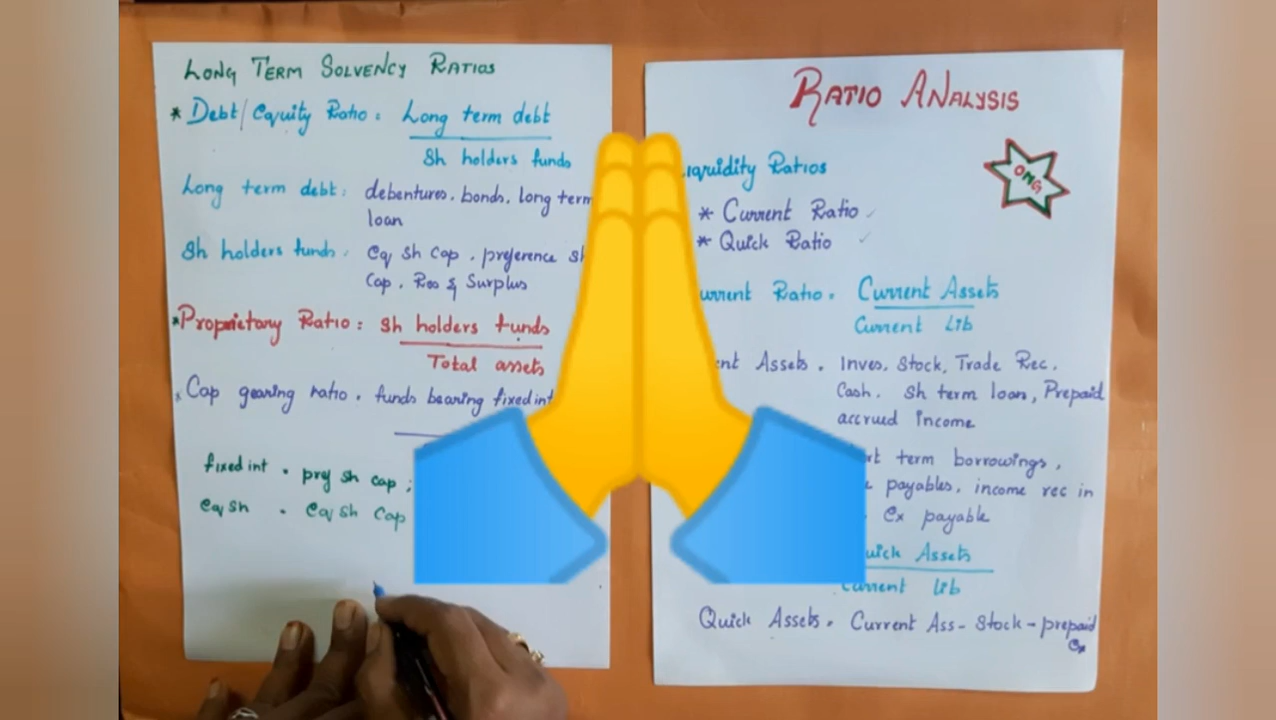 LONG TERM SOLVENCY RATIOS
* Debt/Equity Ratio : Long term debt
Sh holders funds
Long term debt : debentures, bonds, long term
loan
Sh holders funds : Eq Sh Cap, preference
Cap, Res & Surplus
*Proprietary Ratio : Sh holders funds
Total assets
* Cap gearing ratio = funds bearing fixed int
fixed int = pref Sh cap ;
Eq Sh = Eq Sh Cap
RATIO ANALYSIS
OMG
iquidity Ratios
* Current Ratio ✓
* Quick Ratio ✓
urrent Ratio = Current Assets
Current Lib
nt Assets = Inves, Stock, Trade Rec,
Cash, Sh term loan, Prepaid
accrued Income
rt term borrowings,
payables, income rec in
Ex payable
uick Assets
Current Lib
Quick Assets = Current Ass - Stock - prepaid
Ex